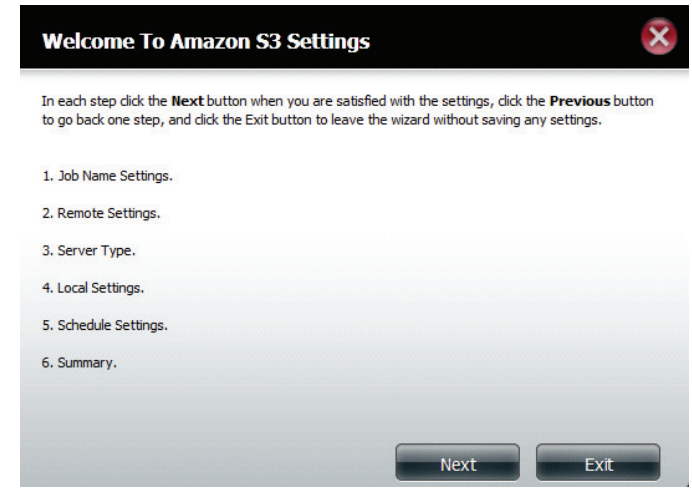 Welcome To Amazon S3 Settings
In each step click the Next button when you are satisfied with the settings, click the Previous button
to go back one step, and click the Exit button to leave the wizard without saving any settings.
1. Job Name Settings.
2. Remote Settings.
3. Server Type.
4. Local Settings.
5. Schedule Settings.
6. Summary.
Next Exit